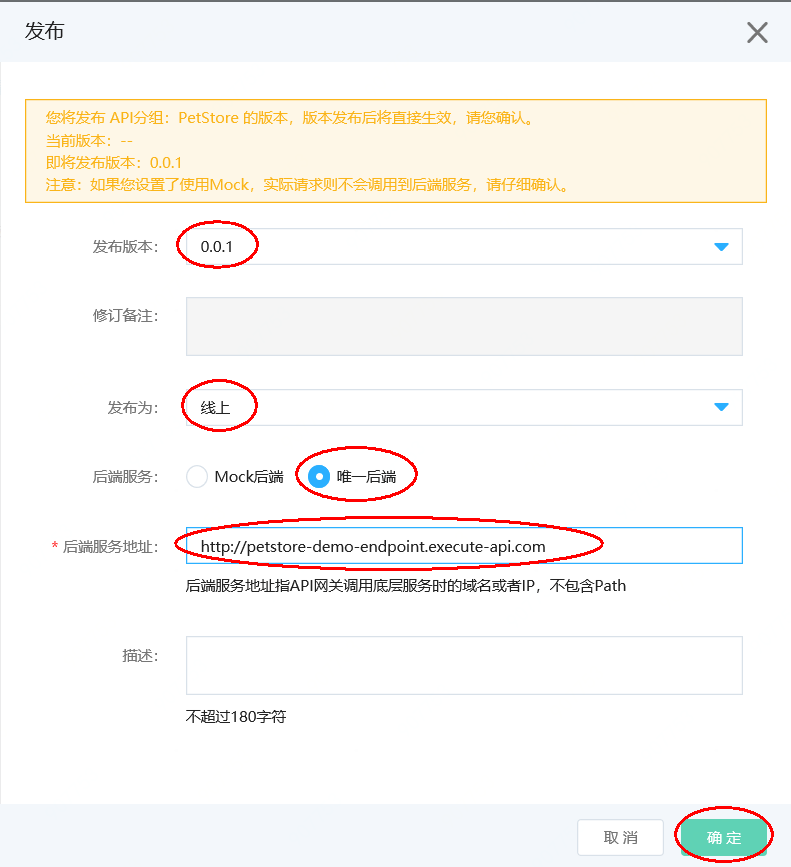 发布
您将发布 API分组：PetStore 的版本，版本发布后将直接生效，请您确认。
当前版本：--
即将发布版本：0.0.1
注意：如果您设置了使用Mock，实际请求则不会调用到后端服务，请仔细确认。
发布版本： 0.0.1
修订备注：
发布为： 线上
后端服务： Mock后端 唯一后端
* 后端服务地址： http://petstore-demo-endpoint.execute-api.com
后端服务地址指API网关调用底层服务时的域名或者IP，不包含Path
描述：
不超过180字符
取 消 确 定